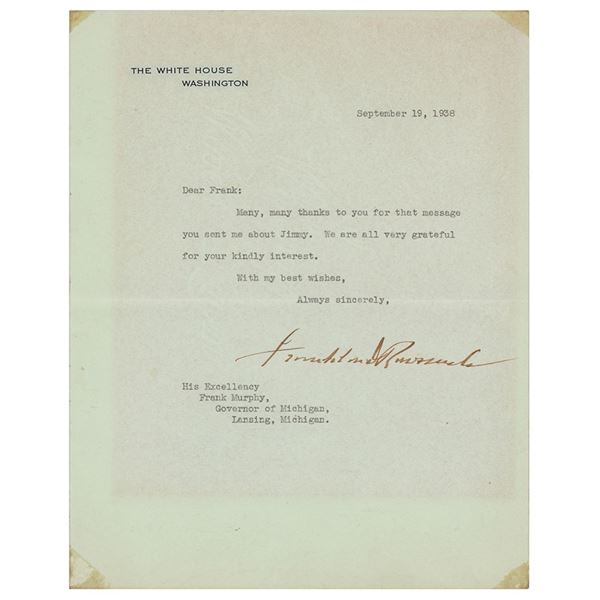 THE WHITE HOUSE
WASHINGTON
September 19, 1938
Dear Frank:
Many, many thanks to you for that message
you sent me about Jimmy. We are all very grateful
for your kindly interest.
With my best wishes,
Always sincerely,
Franklin D Roosevelt
His Excellency
Frank Murphy,
Governor of Michigan,
Lansing, Michigan.